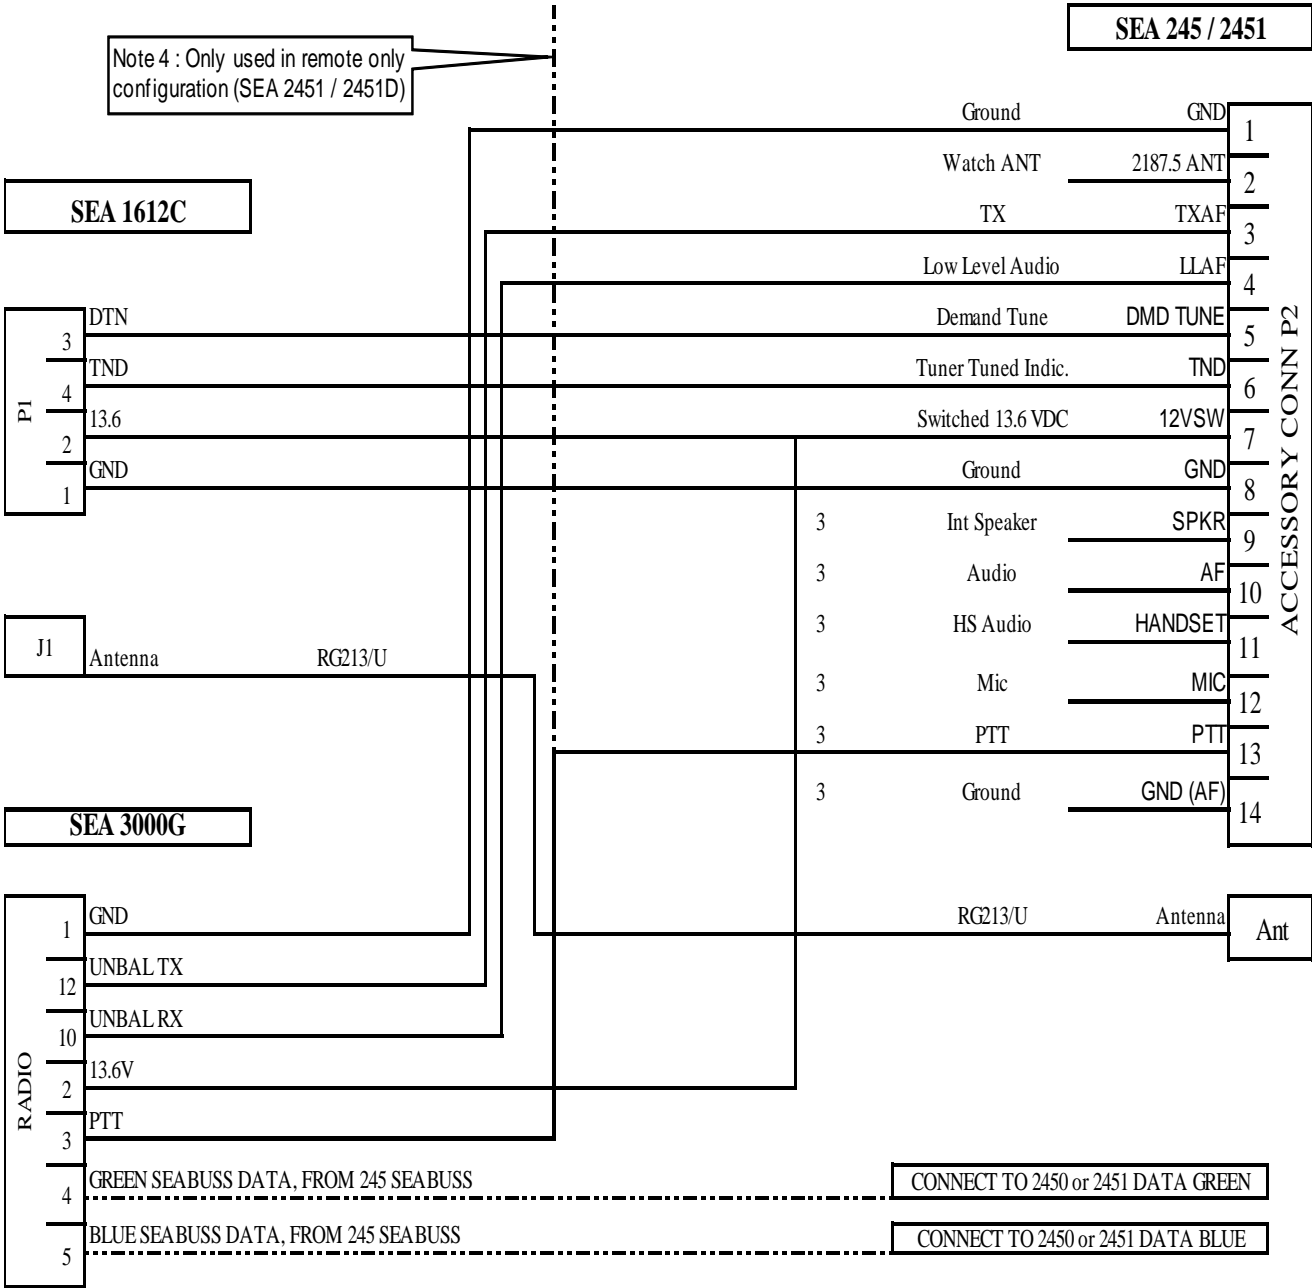 SEA 245 / 2451
Note 4 : Only used in remote only
configuration (SEA 2451 / 2451D)
Ground GND 1
Watch ANT 2187.5 ANT 2
SEA 1612C
TX TXAF 3
Low Level Audio LLAF 4
P1
3 DTN Demand Tune DMD TUNE 5
4 TND Tuner Tuned Indic. TND 6
2 13.6 Switched 13.6 VDC 12VSW 7
1 GND Ground GND 8
ACCESSORY CONN P2
3 Int Speaker SPKR 9
3 Audio AF 10
3 HS Audio HANDSET 11
J1 Antenna RG213/U
3 Mic MIC 12
3 PTT PTT 13
3 Ground GND (AF) 14
SEA 3000G
RADIO
1 GND RG213/U Antenna Ant
12 UNBAL TX
10 UNBAL RX
2 13.6V
3 PTT
4 GREEN SEABUSS DATA, FROM 245 SEABUSS CONNECT TO 2450 or 2451 DATA GREEN
5 BLUE SEABUSS DATA, FROM 245 SEABUSS CONNECT TO 2450 or 2451 DATA BLUE